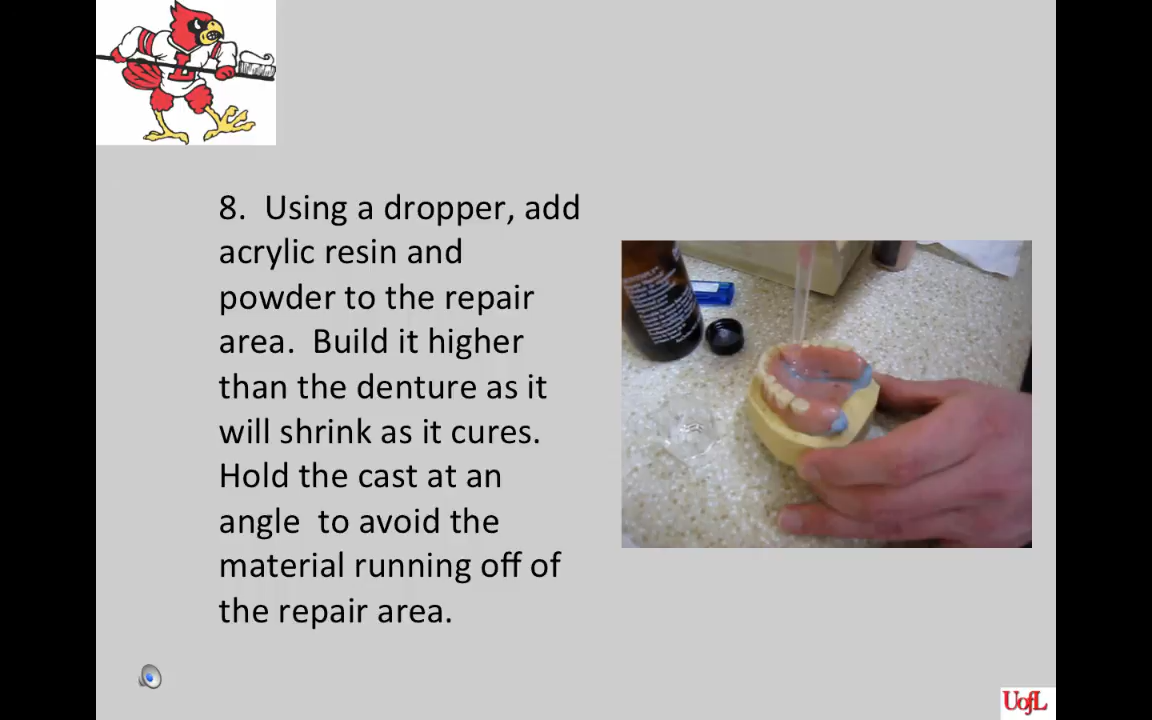 8.  Using a dropper, add
acrylic resin and
powder to the repair
area.  Build it higher
than the denture as it
will shrink as it cures.
Hold the cast at an
angle  to avoid the
material running off of
the repair area.
L
UofL